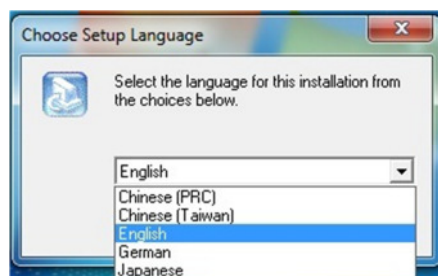 Choose Setup Language
Select the language for this installation from
the choices below.
English
Chinese (PRC)
Chinese (Taiwan)
English
German
Japanese